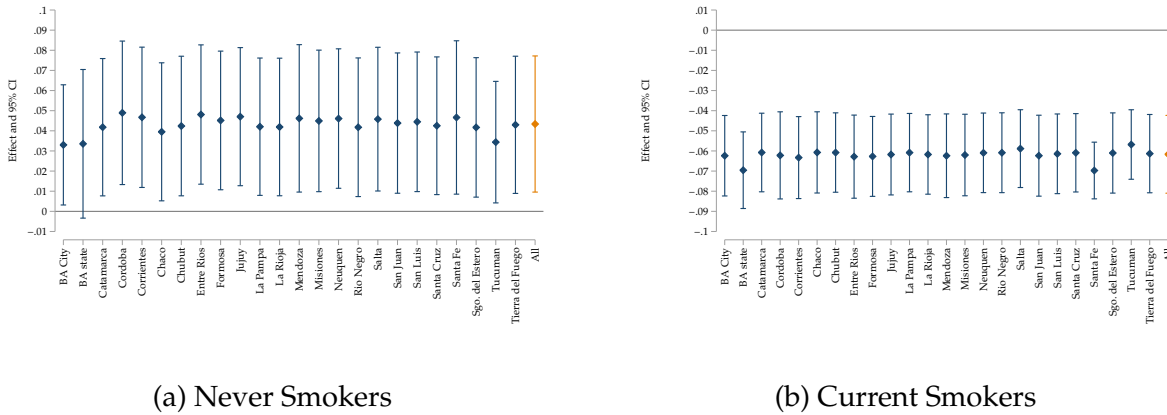 .1
.09
.08
.07
.06
.05
.04
.03
.02
.01
0
-.01
Effect and 95% CI
BA City
BA state
Catamarca
Cordoba
Corrientes
Chaco
Chubut
Entre Rios
Formosa
Jujuy
La Pampa
La Rioja
Mendoza
Misiones
Neuquen
Rio Negro
Salta
San Juan
San Luis
Santa Cruz
Santa Fe
Sgo. del Estero
Tucuman
Tierra del Fuego
All
(a) Never Smokers
.01
0
-.01
-.02
-.03
-.04
-.05
-.06
-.07
-.08
-.09
-.1
Effect and 95% CI
BA City
BA state
Catamarca
Cordoba
Corrientes
Chaco
Chubut
Entre Rios
Formosa
Jujuy
La Pampa
La Rioja
Mendoza
Misiones
Neuquen
Rio Negro
Salta
San Juan
San Luis
Santa Cruz
Santa Fe
Sgo. del Estero
Tucuman
Tierra del Fuego
All
(b) Current Smokers